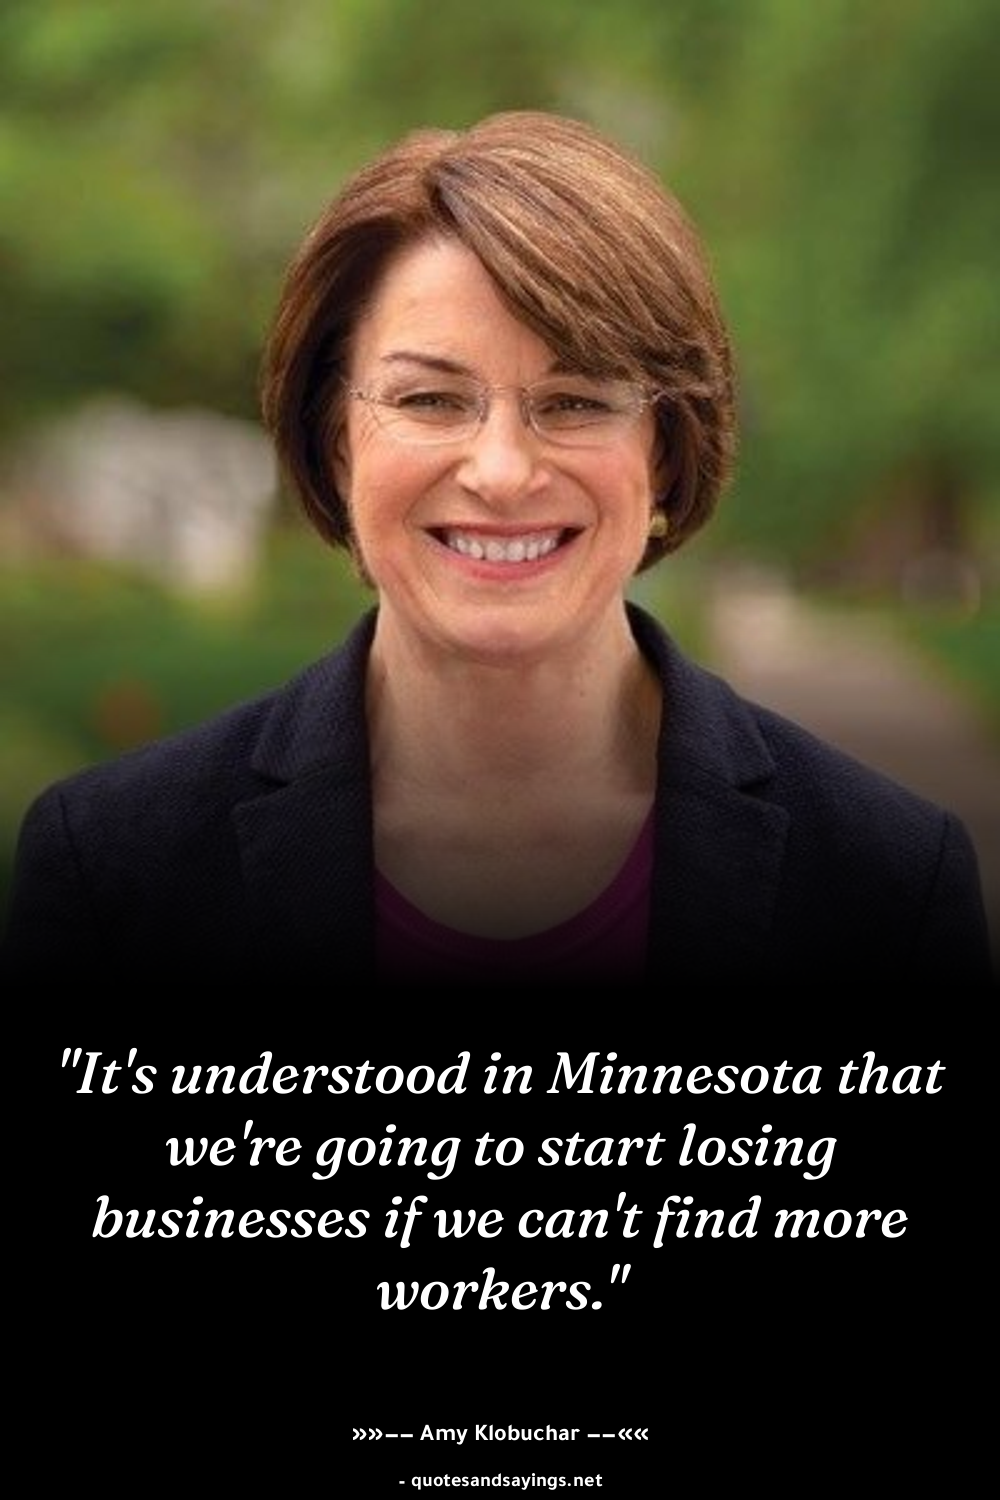 "It's understood in Minnesota that
we're going to start losing
businesses if we can't find more
workers."
»»–– Amy Klobuchar ––««
- quotesandsayings.net